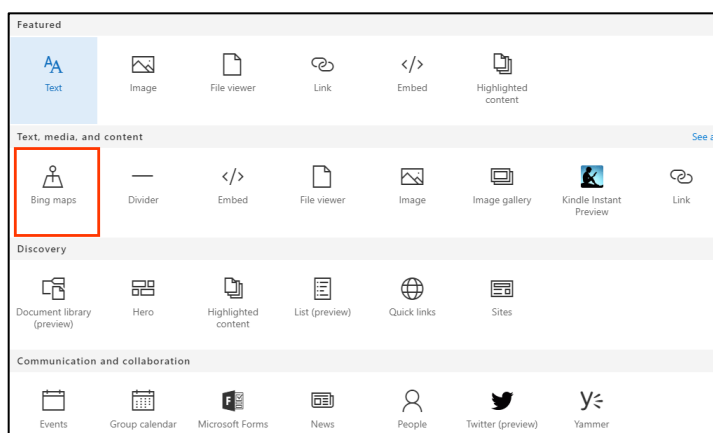 Featured
AA
Text
Image
File viewer
Link
</>
Embed
Highlighted
content
Text, media, and content
See a
Bing maps
Divider
</>
Embed
File viewer
Image
Image gallery
Kindle Instant
Preview
Link
Discovery
Document library
(preview)
Hero
Highlighted
content
List (preview)
Quick links
Sites
Communication and collaboration
Events
Group calendar
F
Microsoft Forms
News
People
Twitter (preview)
Yammer